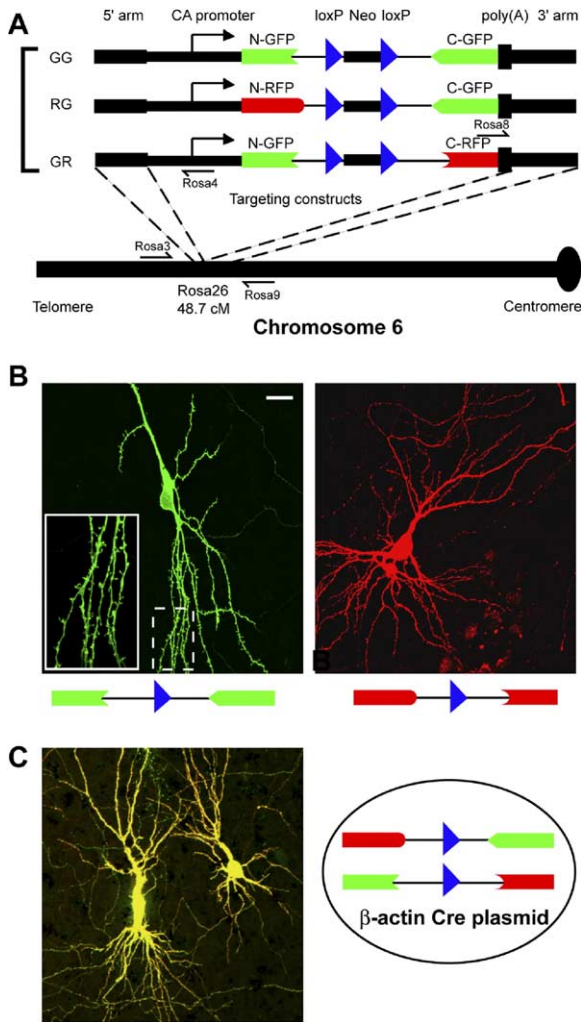 A
5' arm CA promoter loxP Neo loxP poly(A) 3' arm
GG N-GFP C-GFP
RG N-RFP C-GFP
Rosa8
GR N-GFP C-RFP
Rosa4
Targeting constructs
Rosa3
Rosa26
48.7 cM
Rosa9
Telomere
Centromere
Chromosome 6
B
B
C
β-actin Cre plasmid